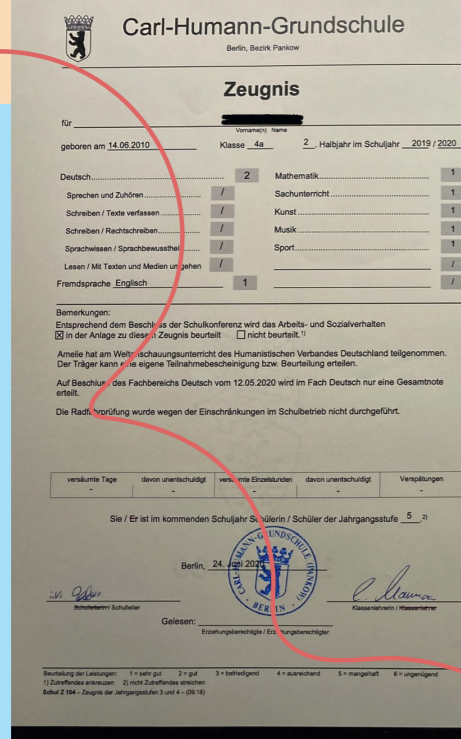 Carl-Humann-Grundschule
Berlin, Bezirk Pankow
Zeugnis
für
Vorname(n) Name
geboren am 14.06.2010 Klasse 4a 2. Halbjahr im Schuljahr 2019 / 2020
Deutsch 2 Mathematik 1
Sprechen und Zuhören / Sachunterricht 1
Schreiben / Texte verfassen / Kunst 1
Schreiben / Rechtschreiben / Musik 1
Sprachwissen / Sprachbewusstheit / Sport 1
Lesen / Mit Texten und Medien umgehen / /
Fremdsprache Englisch 1 /
Bemerkungen:
Entsprechend dem Beschluss der Schulkonferenz wird das Arbeits- und Sozialverhalten
☒ in der Anlage zu diesem Zeugnis beurteilt ☐ nicht beurteilt.1)
Amelie hat am Weltanschauungsunterricht des Humanistischen Verbandes Deutschland teilgenommen.
Der Träger kann eine eigene Teilnahmebescheinigung bzw. Beurteilung erteilen.
Auf Beschluss des Fachbereichs Deutsch vom 12.05.2020 wird im Fach Deutsch nur eine Gesamtnote
erteilt.
Die Radfahrprüfung wurde wegen der Einschränkungen im Schulbetrieb nicht durchgeführt.
versäumte Tage davon unentschuldigt versäumte Einzelstunden davon unentschuldigt Verspätungen
- - - - -
Sie / Er ist im kommenden Schuljahr Schülerin / Schüler der Jahrgangsstufe 5 2)
CARL-HUMANN-GRUNDSCHULE (PANKOW) · BERLIN ·
Berlin, 24. Juni 2020
i.V.
Schulleiterin / Schulleiter Klassenlehrerin / Klassenlehrer
Gelesen:
Erziehungsberechtigte / Erziehungsberechtigter
Beurteilung der Leistungen: 1 = sehr gut 2 = gut 3 = befriedigend 4 = ausreichend 5 = mangelhaft 6 = ungenügend
1) Zutreffendes ankreuzen 2) nicht Zutreffendes streichen
Schul Z 104 – Zeugnis der Jahrgangsstufen 3 und 4 – (09.18)